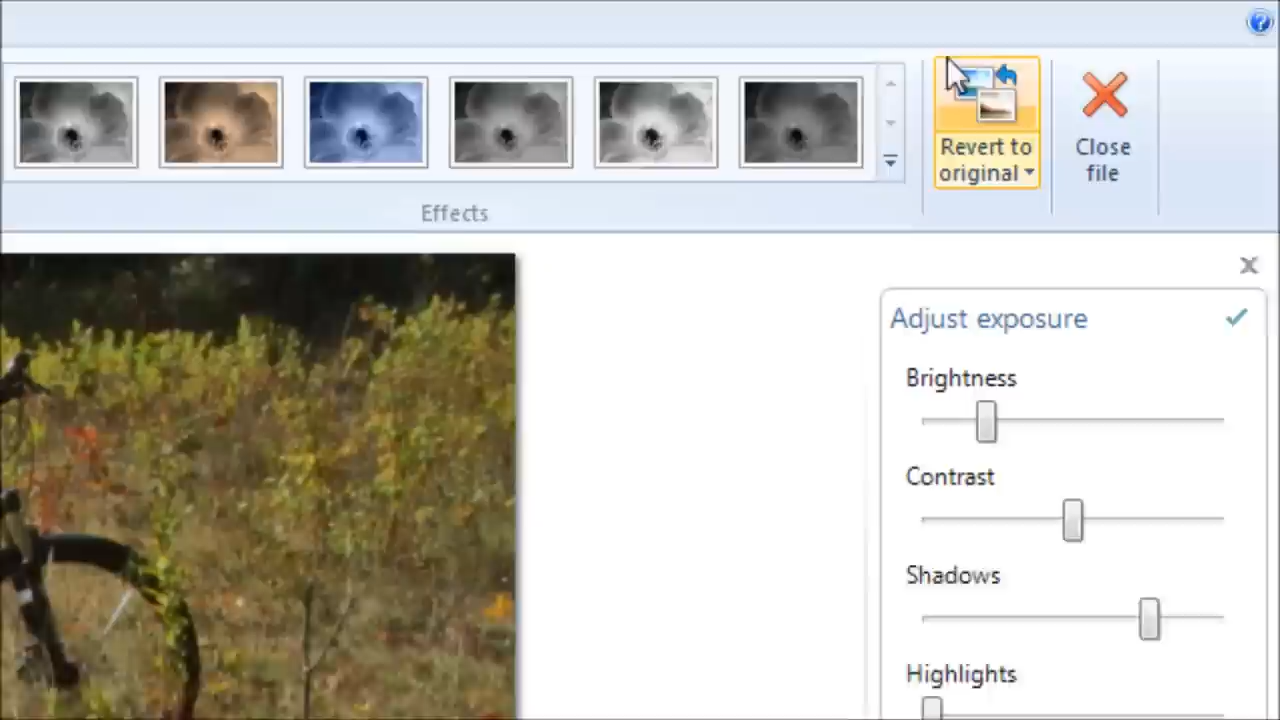 ?
Revert to
original
Close
file
Effects
Adjust exposure
Brightness
Contrast
Shadows
Highlights